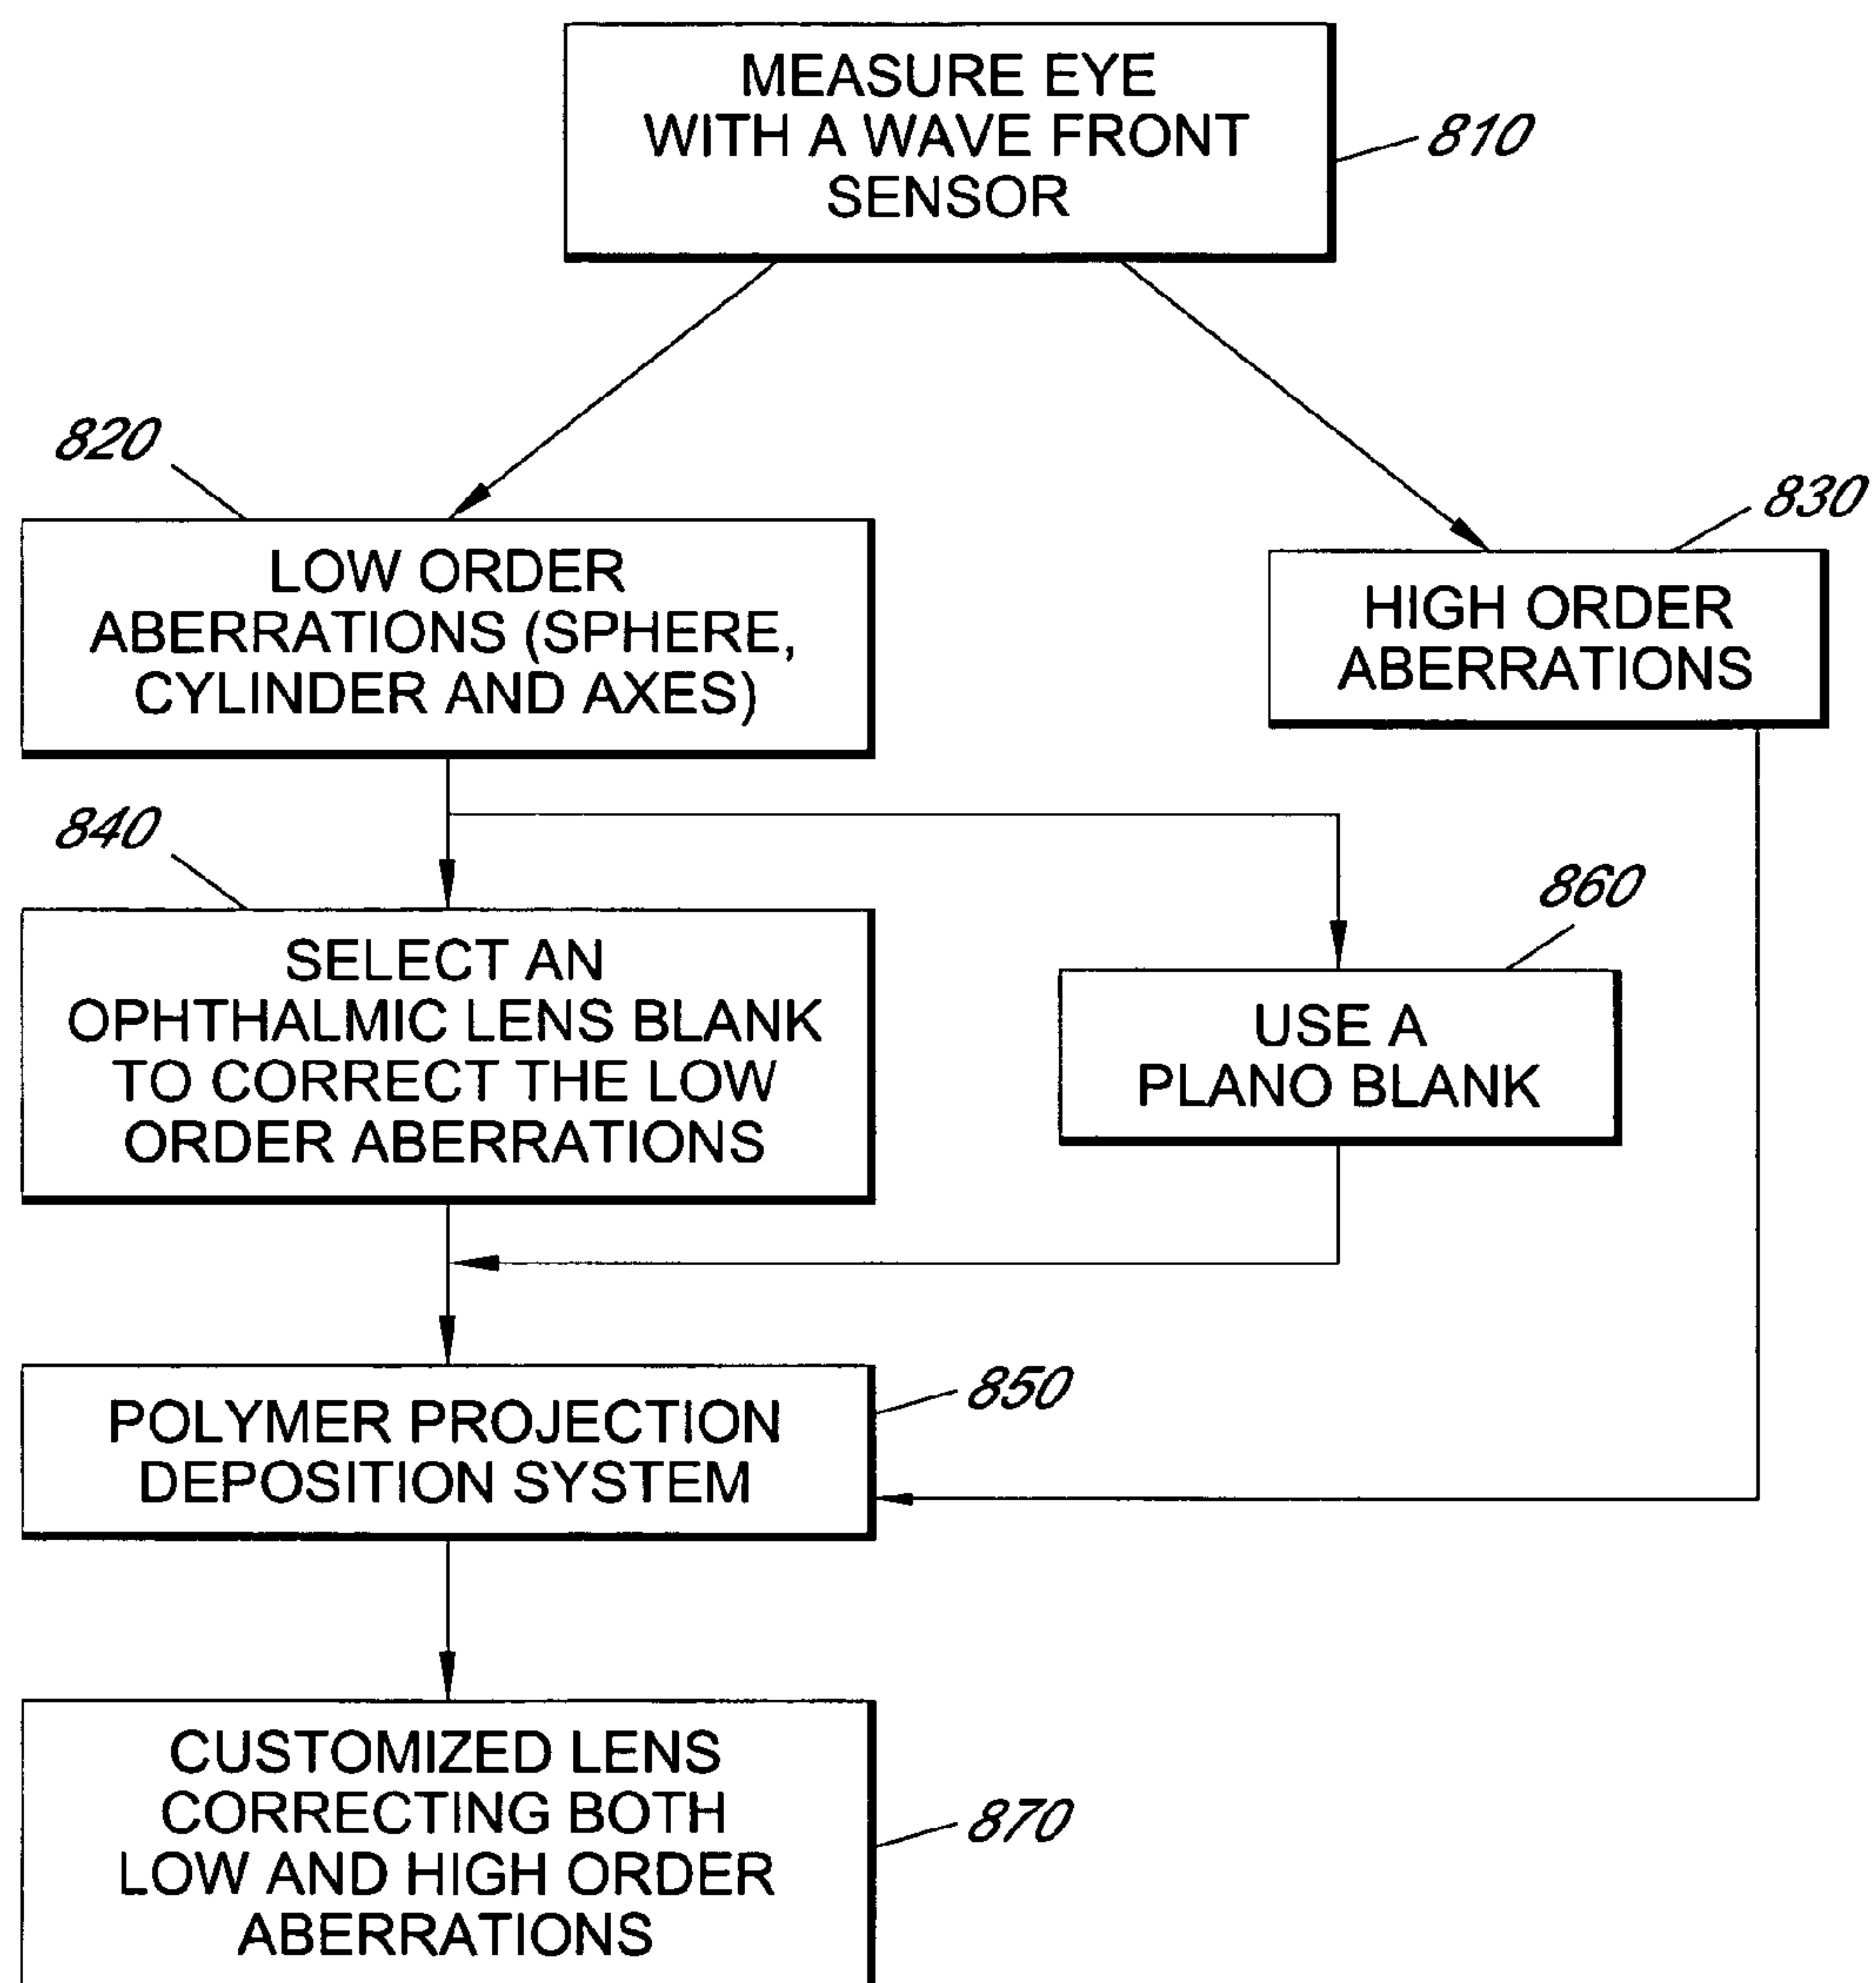 MEASURE EYE
WITH A WAVE FRONT
SENSOR
810
820
LOW ORDER
ABERRATIONS (SPHERE,
CYLINDER AND AXES)
830
HIGH ORDER
ABERRATIONS
840
SELECT AN
OPHTHALMIC LENS BLANK
TO CORRECT THE LOW
ORDER ABERRATIONS
860
USE A
PLANO BLANK
POLYMER PROJECTION
DEPOSITION SYSTEM
850
CUSTOMIZED LENS
CORRECTING BOTH
LOW AND HIGH ORDER
ABERRATIONS
870